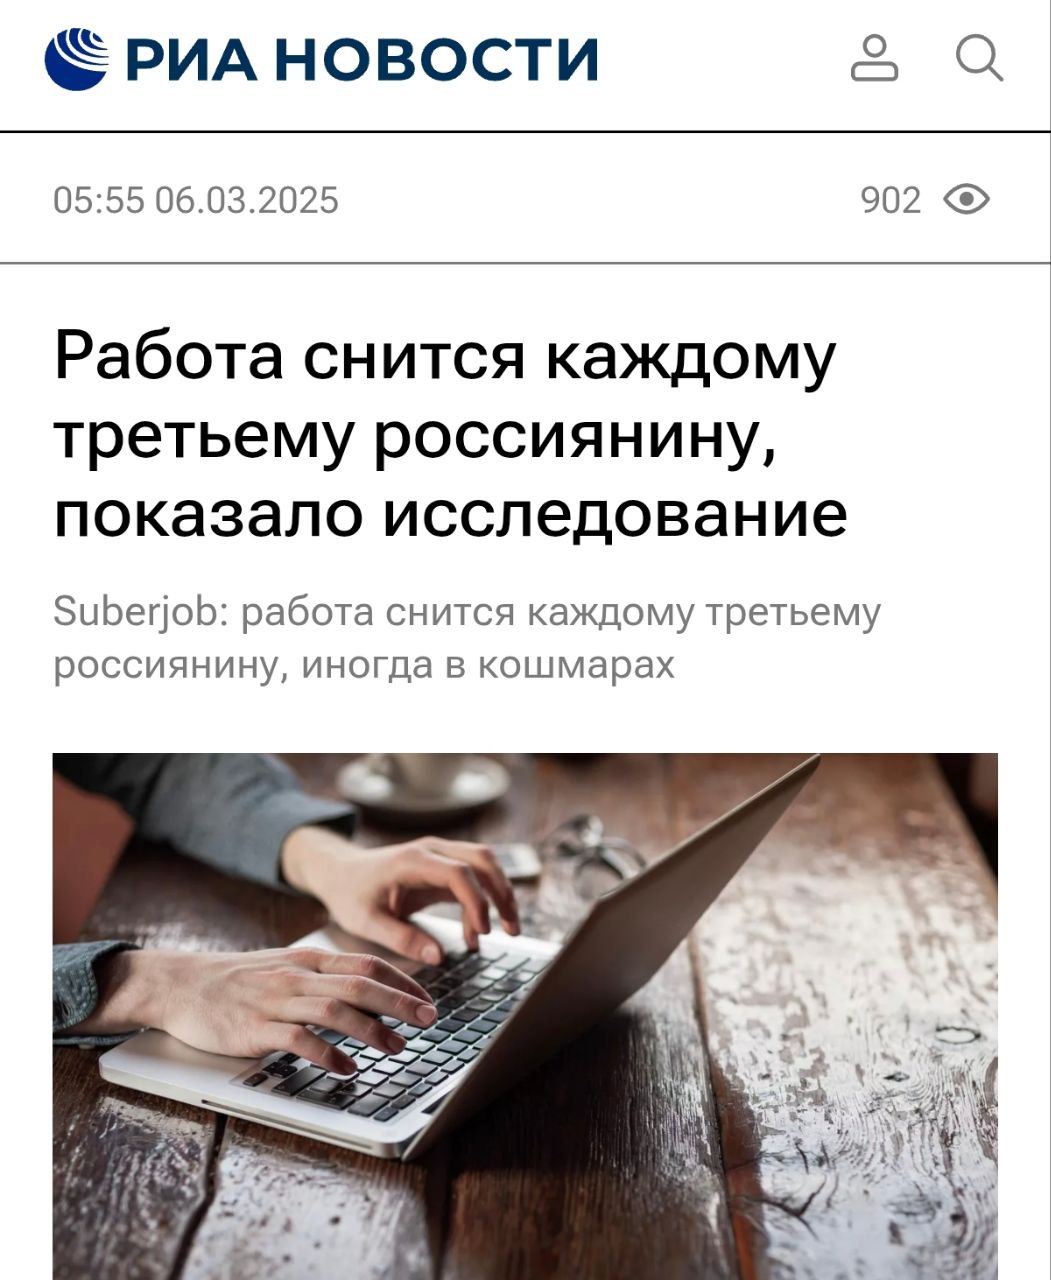 РИА НОВОСТИ
05:55 06.03.2025
902
Работа снится каждому
третьему россиянину,
показало исследование
Suberjob: работа снится каждому третьему
россиянину, иногда в кошмарах